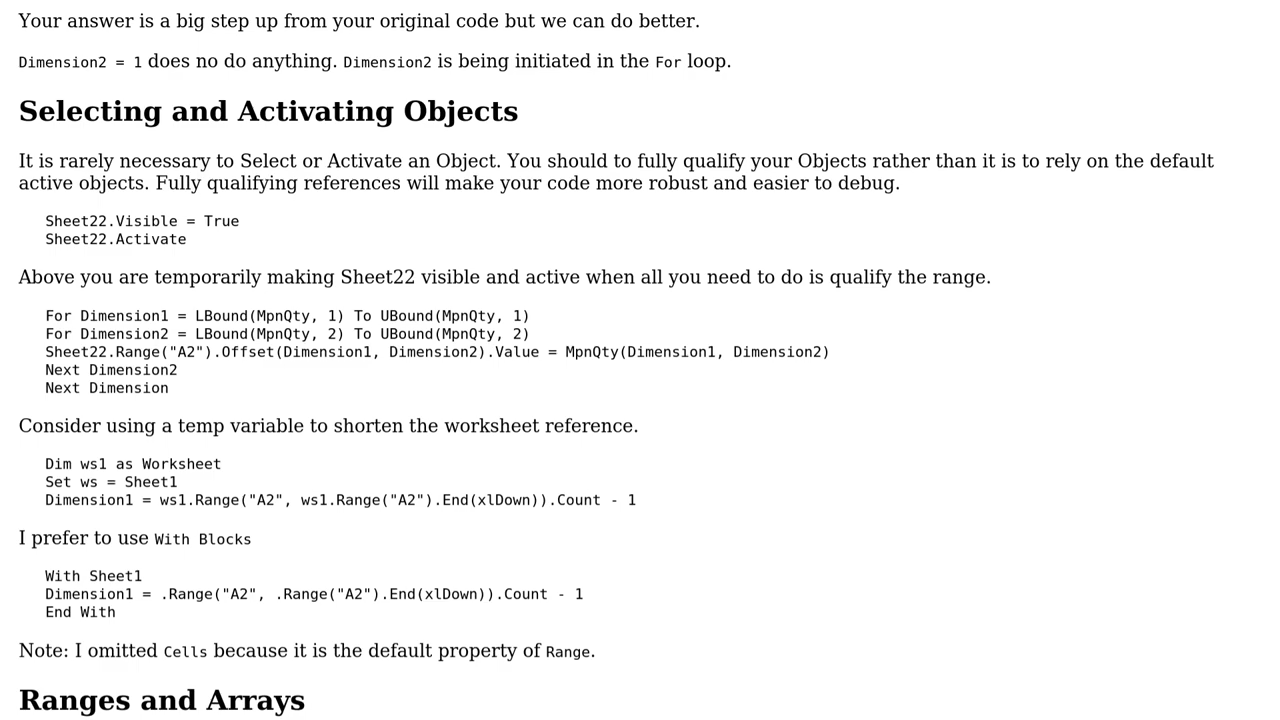 Your answer is a big step up from your original code but we can do better.
Dimension2 = 1 does no do anything. Dimension2 is being initiated in the For loop.
Selecting and Activating Objects
It is rarely necessary to Select or Activate an Object. You should to fully qualify your Objects rather than it is to rely on the default
active objects. Fully qualifying references will make your code more robust and easier to debug.
Sheet22.Visible = True
Sheet22.Activate
Above you are temporarily making Sheet22 visible and active when all you need to do is qualify the range.
For Dimension1 = LBound(MpnQty, 1) To UBound(MpnQty, 1)
For Dimension2 = LBound(MpnQty, 2) To UBound(MpnQty, 2)
Sheet22.Range("A2").Offset(Dimension1, Dimension2).Value = MpnQty(Dimension1, Dimension2)
Next Dimension2
Next Dimension
Consider using a temp variable to shorten the worksheet reference.
Dim ws1 as Worksheet
Set ws = Sheet1
Dimension1 = ws1.Range("A2", ws1.Range("A2").End(xlDown)).Count - 1
I prefer to use With Blocks
With Sheet1
Dimension1 = .Range("A2", .Range("A2").End(xlDown)).Count - 1
End With
Note: I omitted Cells because it is the default property of Range.
Ranges and Arrays